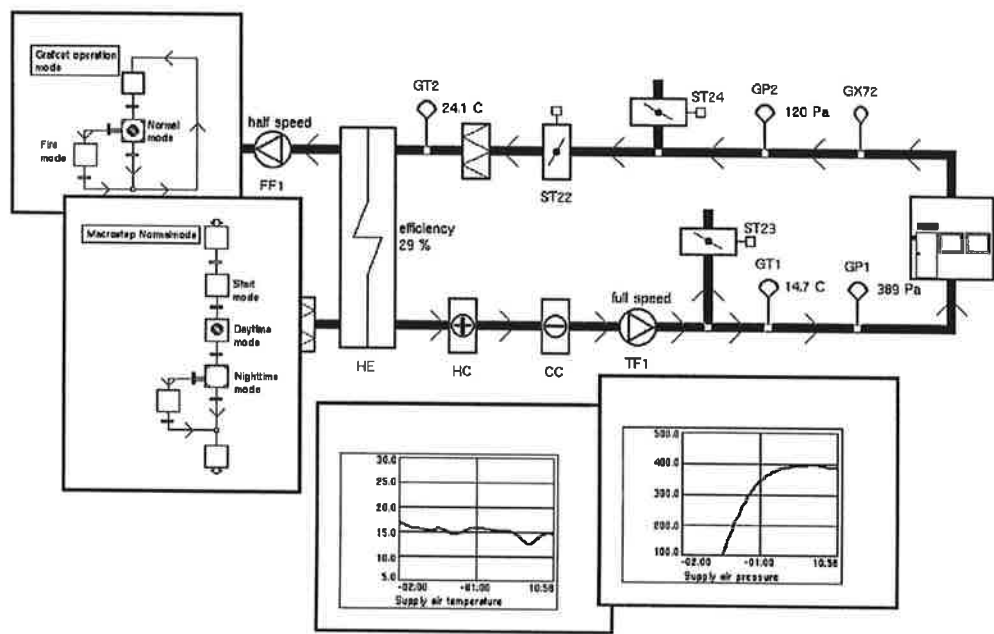 Grafcet operation
mode
Normal
mode
Fire
mode
half speed
FF1
GT2
24.1 C
ST22
ST24
GP2
120 Pa
GX72
Macrostep Normalmode
Start
mode
Daytime
mode
Nighttime
mode
efficiency
29 %
HE
HC
CC
full speed
TF1
ST23
GT1
14.7 C
GP1
389 Pa
30.0
25.0
20.0
15.0
10.0
5.0
-02.00
-01.00
10.56
Supply air temperature
500.0
400.0
300.0
200.0
100.0
-02.00
-01.00
10.56
Supply air pressure